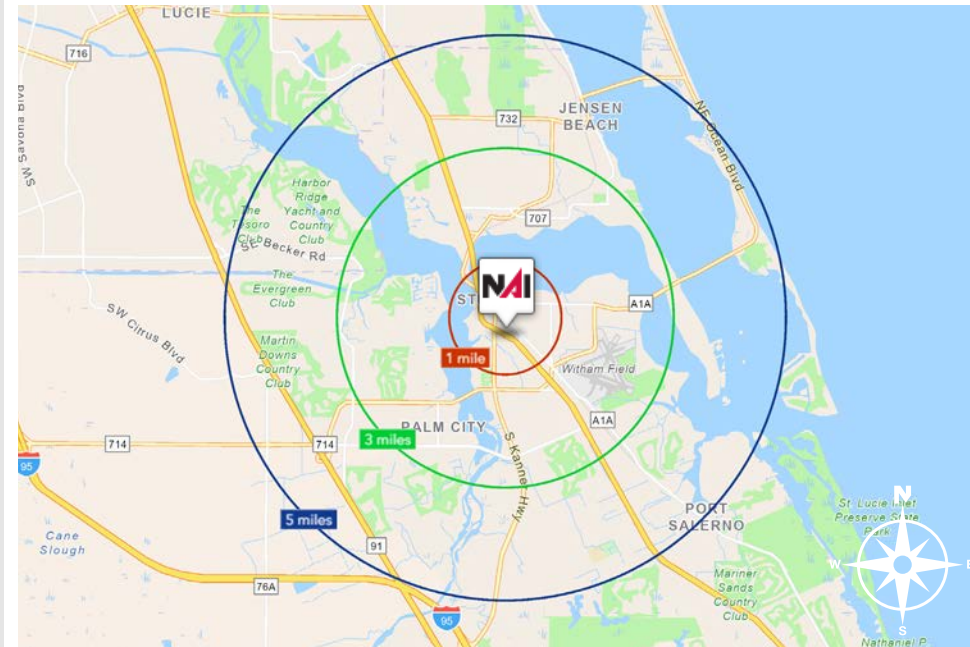 LUCIE
716
SW Savona Blvd
JENSEN
BEACH
732
NE Ocean Blvd
Harbor
Ridge
Yacht and
Country
Club
The
Tesoro
Club
SE Becker Rd
707
The
Evergreen
Club
NAI
ST
A1A
SW Citrus Blvd
1 mile
Martin
Downs
Country
Club
Witham Field
A1A
PALM CITY
3 miles
714
714
S Kanner Hwy
95
5 miles
PORT
SALERNO
St Lucie Inlet
Preserve State
Park
N
W
E
S
Cane
Slough
91
76A
Mariner
Sands
Country
Club
95
Nathaniel P